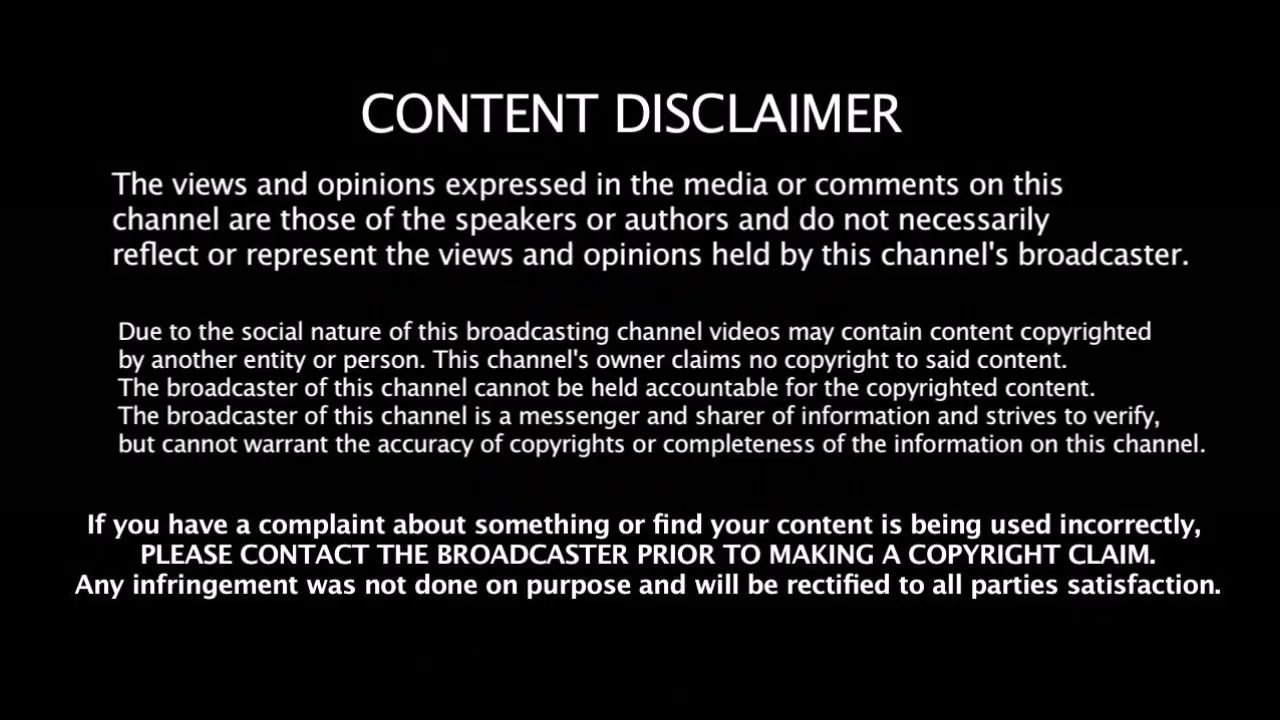 CONTENT DISCLAIMER
The views and opinions expressed in the media or comments on this
channel are those of the speakers or authors and do not necessarily
reflect or represent the views and opinions held by this channel's broadcaster.
Due to the social nature of this broadcasting channel videos may contain content copyrighted
by another entity or person. This channel's owner claims no copyright to said content.
The broadcaster of this channel cannot be held accountable for the copyrighted content.
The broadcaster of this channel is a messenger and sharer of information and strives to verify,
but cannot warrant the accuracy of copyrights or completeness of the information on this channel.
If you have a complaint about something or find your content is being used incorrectly,
PLEASE CONTACT THE BROADCASTER PRIOR TO MAKING A COPYRIGHT CLAIM.
Any infringement was not done on purpose and will be rectified to all parties satisfaction.